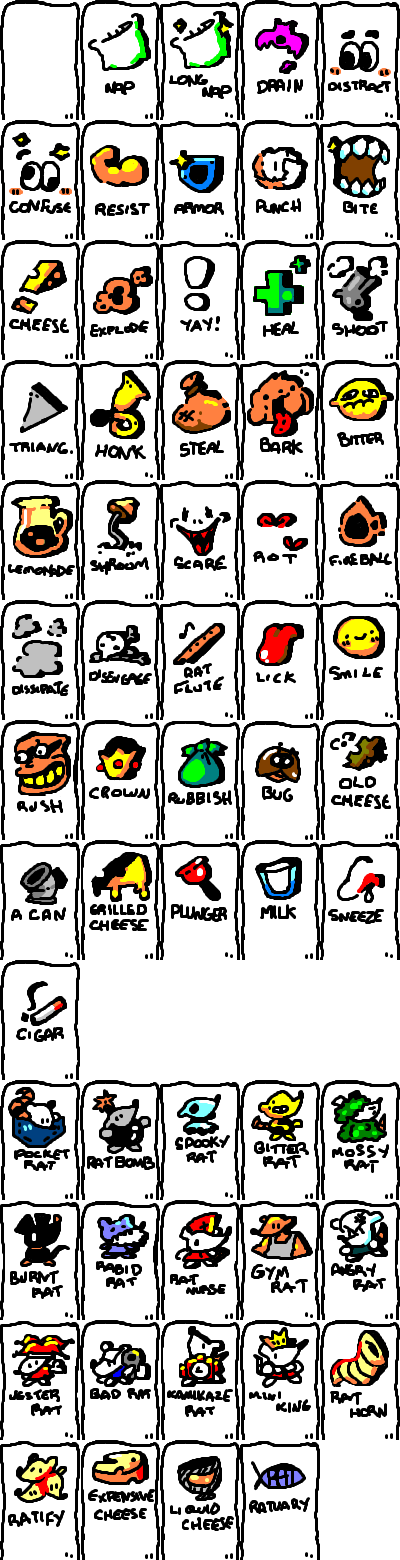 NAP
LONG
NAP
DRAIN
DISTRACT
CONFUSE
RESIST
ARMOR
PUNCH
BITE
CHEESE
EXPLODE
YAY!
HEAL
SHOOT
TRIANG.
HONK
STEAL
BARK
BITTER
LEMONADE
SHROOM
SCARE
ROT
FIREBALL
DISSIPATE
DISENGAGE
RAT
FLUTE
LICK
SMILE
RUSH
CROWN
RUBBISH
BUG
OLD
CHEESE
A CAN
GRILLED
CHEESE
PLUNGER
MILK
SNEEZE
CIGAR
POCKET
RAT
RAT BOMB
SPOOKY
RAT
BITTER
RAT
MOSSY
RAT
BURNT
RAT
RABID
RAT
RAT
NURSE
GYM
RAT
ANGRY
RAT
JESTER
RAT
BAD RAT
KAMIKAZE
RAT
MINI
KING
RAT
HORN
RATIFY
EXPENSIVE
CHEESE
LIQUID
CHEESE
RATUARY